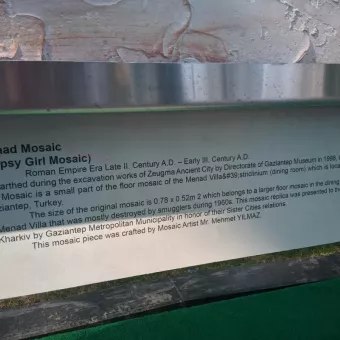 nad Mosaic
psy Girl Mosaic)
Roman Empire Era Late II. Century A.D. – Early III. Century A.D.
arthed during the excavation works of Zeugma Ancient City by Directorate of Gaziantep Museum in
Mosaic is a small part of the floor mosaic of the Menad Villa&#39;striclinium (dining room) which is
ziantep, Turkey.
The size of the original mosaic is 0.78 x 0.52m 2 which belongs to a larger floor mosaic in the dining
Menad Villa that was mostly destroyed by smugglers during 1960s. This mosaic replica was presented to the
Kharkiv by Gaziantep Metropolitan Municipality in honor of their Sister Cities relations.
This mosaic piece was crafted by Mosaic Artist Mr. Mehmet YILMAZ.